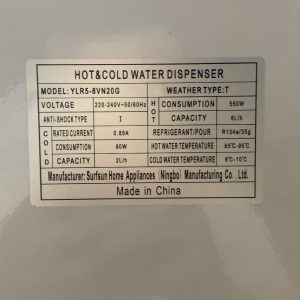 HOT&COLD WATER DISPENSER
MODEL: YLR5-6VN20G WEATHER TYPE:T
VOLTAGE 220-240V~50/60Hz HOT CONSUMPTION 550W
ANTI-SHOCK TYPE I CAPACITY 6L/h
COLD RATED CURRENT 0.85A REFRIGERANT/POUR R134a/35g
CONSUMPTION 90W HOT WATER TEMPERATURE 85℃-95℃
CAPACITY 2L/h COLD WATER TEMPERATURE 6℃-10℃
Manufacturer: Surfsun Home Appliances (Ningbo) Manufacturing Co., Ltd.
Made in China